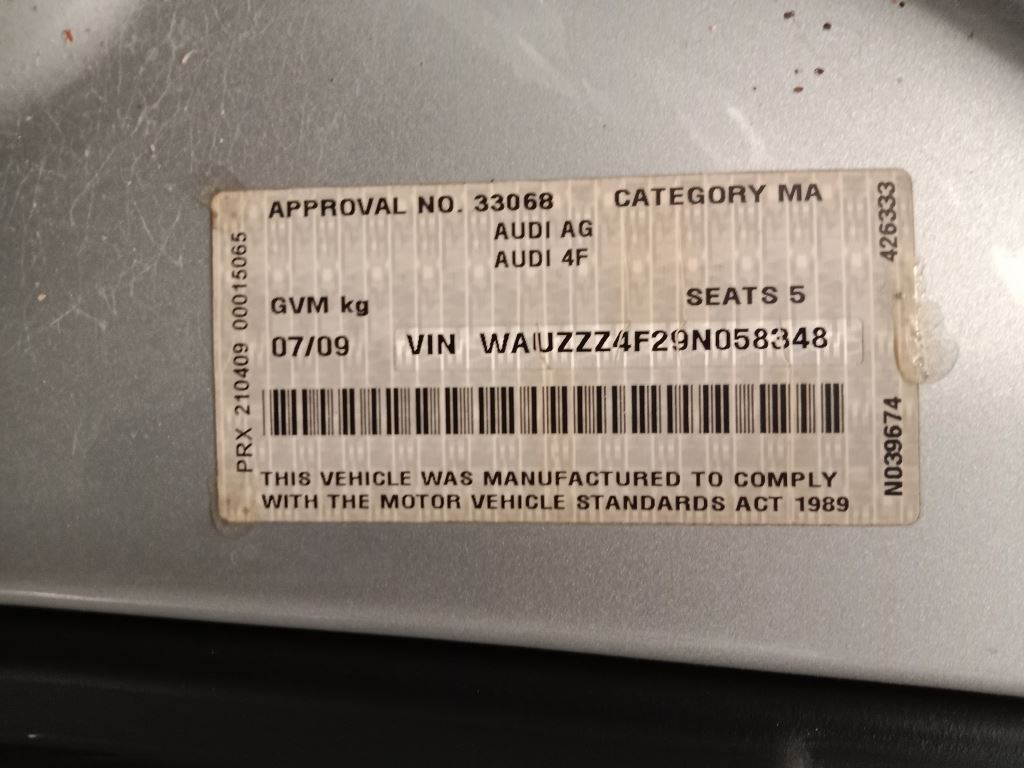 APPROVAL NO. 33068 CATEGORY MA
AUDI AG
AUDI 4F
GVM kg SEATS 5
07/09 VIN WAUZZZ4F29N058348
THIS VEHICLE WAS MANUFACTURED TO COMPLY
WITH THE MOTOR VEHICLE STANDARDS ACT 1989
PRX 210409 00015065
426333
N039674